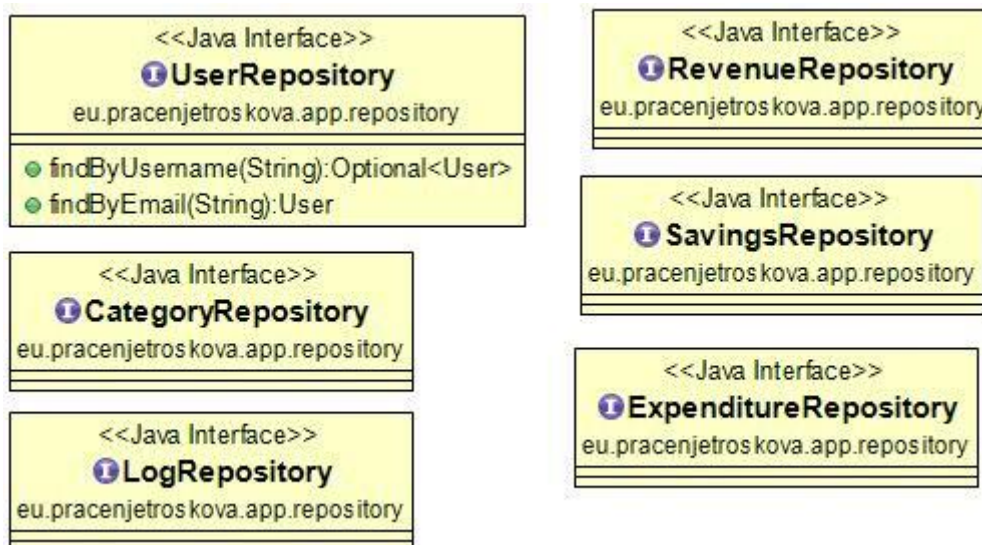 <<Java Interface>>
UserRepository
eu.pracenjetroskova.app.repository
findByUsername(String):Optional<User>
findByEmail(String):User
<<Java Interface>>
CategoryRepository
eu.pracenjetroskova.app.repository
<<Java Interface>>
LogRepository
eu.pracenjetroskova.app.repository
<<Java Interface>>
RevenueRepository
eu.pracenjetroskova.app.repository
<<Java Interface>>
SavingsRepository
eu.pracenjetroskova.app.repository
<<Java Interface>>
ExpenditureRepository
eu.pracenjetroskova.app.repository